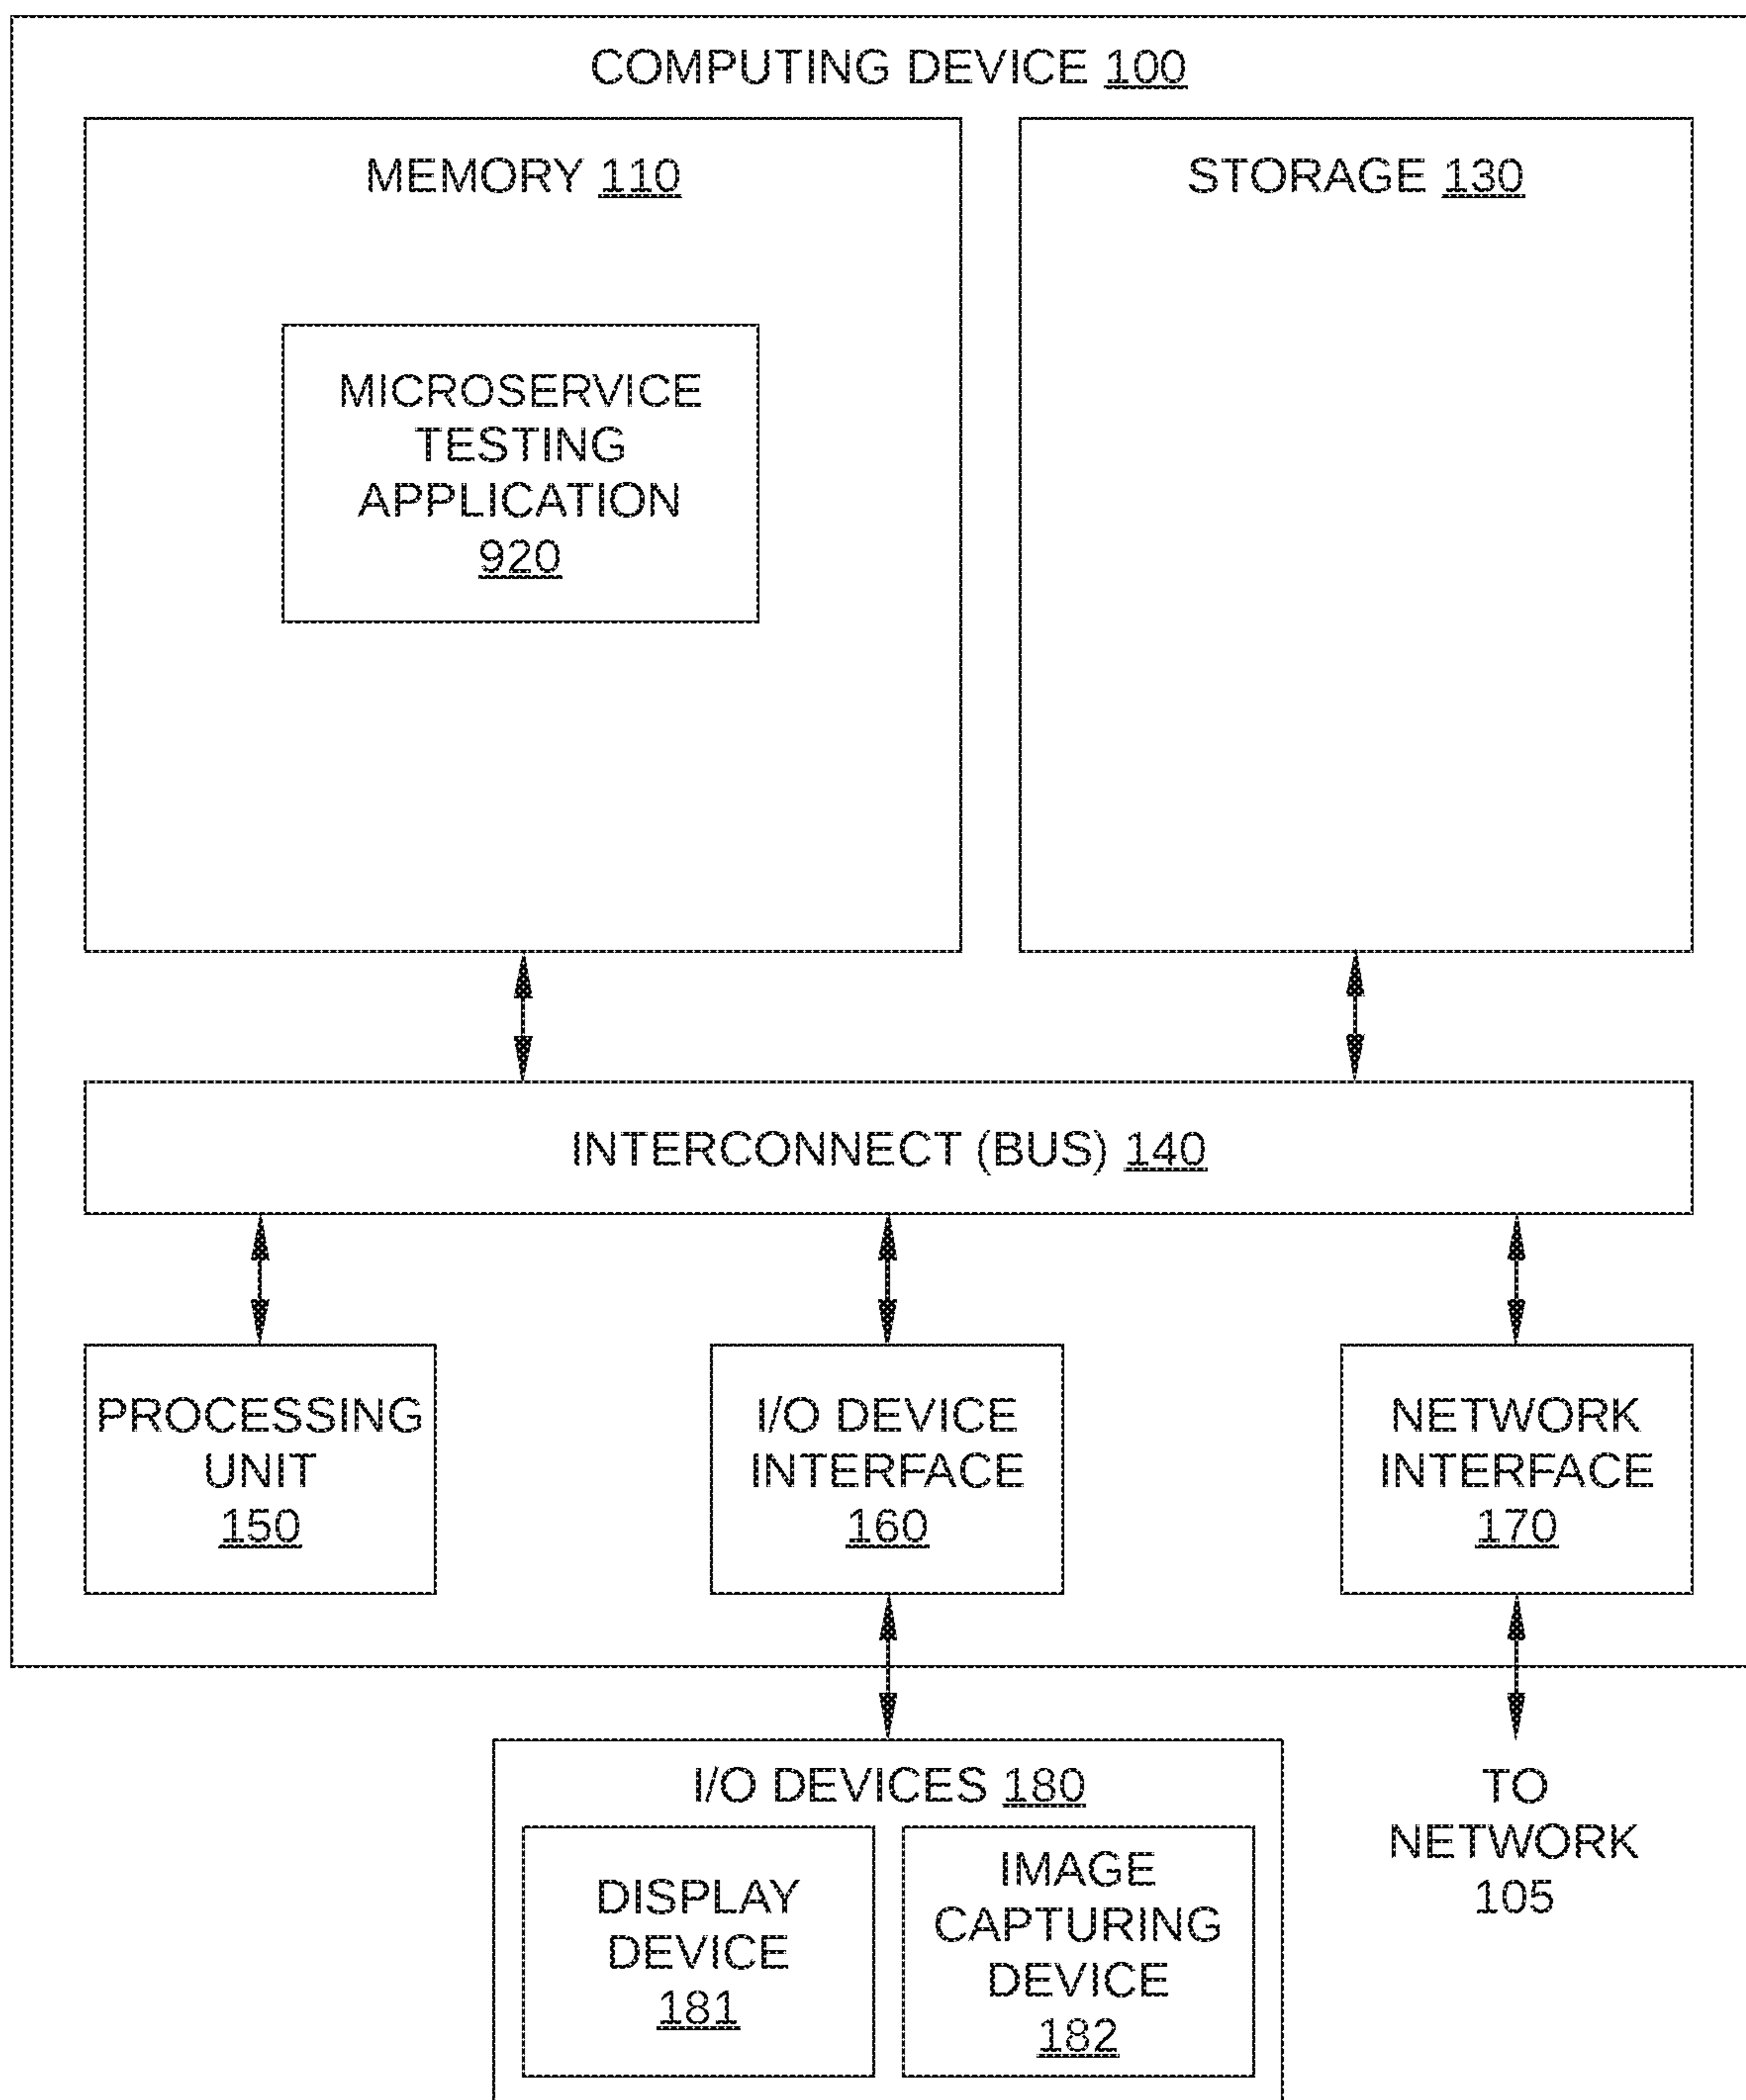 COMPUTING DEVICE 100
MEMORY 110
STORAGE 130
MICROSERVICE
TESTING
APPLICATION
920
INTERCONNECT (BUS) 140
PROCESSING
UNIT
150
I/O DEVICE
INTERFACE
160
NETWORK
INTERFACE
170
I/O DEVICES 180
DISPLAY
DEVICE
181
IMAGE
CAPTURING
DEVICE
182
TO
NETWORK
105